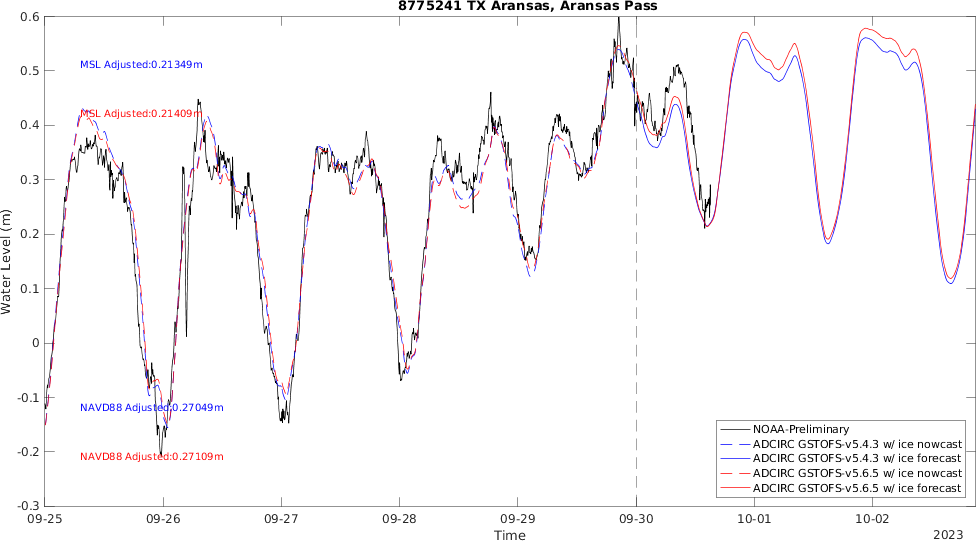 8775241 TX Aransas, Aransas Pass
0.6
0.5
0.4
0.3
0.2
0.1
0
-0.1
-0.2
-0.3
Water Level (m)
MSL Adjusted:0.21349m
MSL Adjusted:0.21409m
NAVD88 Adjusted:0.27049m
NAVD88 Adjusted:0.27109m
NOAA-Preliminary
ADCIRC GSTOFS-v5.4.3 w/ ice nowcast
ADCIRC GSTOFS-v5.4.3 w/ ice forecast
ADCIRC GSTOFS-v5.6.5 w/ ice nowcast
ADCIRC GSTOFS-v5.6.5 w/ ice forecast
09-25 09-26 09-27 09-28 09-29 09-30 10-01 10-02
Time
2023